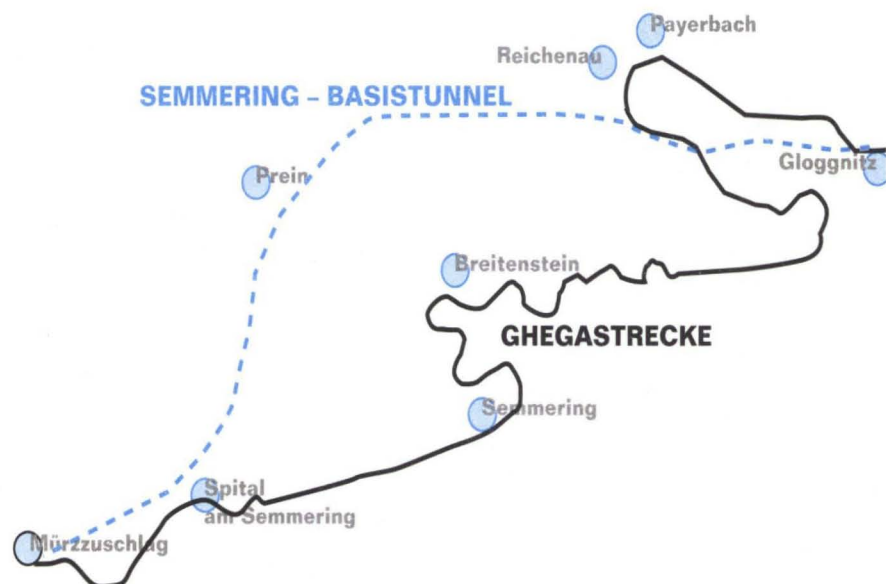 Payerbach
Reichenau
SEMMERING – BASISTUNNEL
Gloggnitz
Prein
Breitenstein
GHEGASTRECKE
Semmering
Spital
am Semmering
Mürzzuschlag